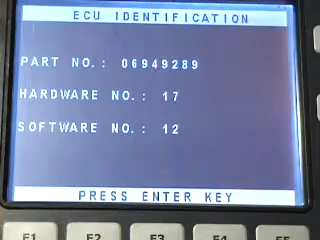 ECU IDENTIFICATION
PART NO.: 06949289
HARDWARE NO.: 17
SOFTWARE NO.: 12
PRESS ENTER KEY
F1 F2 F3 F4 F5